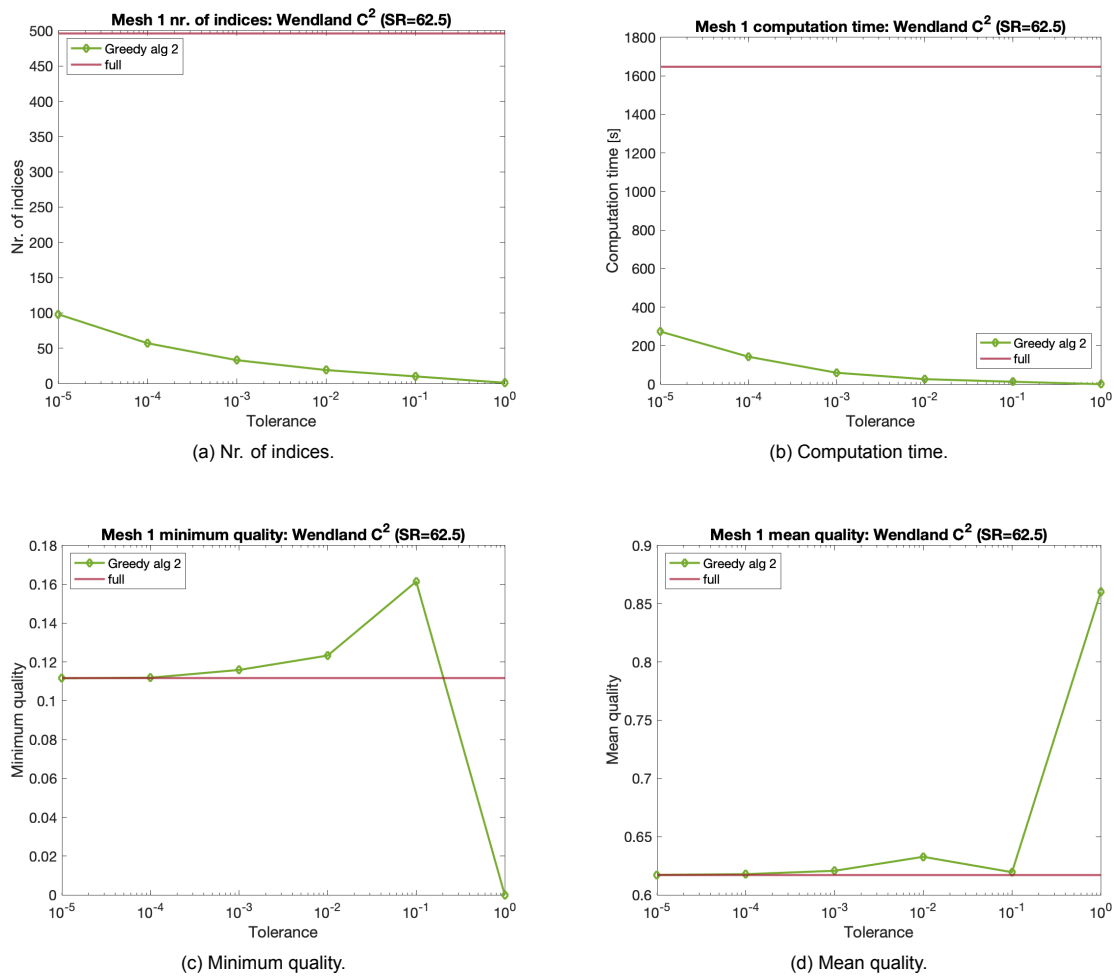 Mesh 1 nr. of indices: Wendland C² (SR=62.5)
500
450
400
350
300
250
200
150
100
50
0
Nr. of indices
Greedy alg 2
full
10⁻⁵ 10⁻⁴ 10⁻³ 10⁻² 10⁻¹ 10⁰
Tolerance
(a) Nr. of indices.
Mesh 1 computation time: Wendland C² (SR=62.5)
1800
1600
1400
1200
1000
800
600
400
200
0
Computation time [s]
Greedy alg 2
full
10⁻⁵ 10⁻⁴ 10⁻³ 10⁻² 10⁻¹ 10⁰
Tolerance
(b) Computation time.
Mesh 1 minimum quality: Wendland C² (SR=62.5)
0.18
0.16
0.14
0.12
0.1
0.08
0.06
0.04
0.02
0
Minimum quality
Greedy alg 2
full
10⁻⁵ 10⁻⁴ 10⁻³ 10⁻² 10⁻¹ 10⁰
Tolerance
(c) Minimum quality.
Mesh 1 mean quality: Wendland C² (SR=62.5)
0.9
0.85
0.8
0.75
0.7
0.65
0.6
Mean quality
Greedy alg 2
full
10⁻⁵ 10⁻⁴ 10⁻³ 10⁻² 10⁻¹ 10⁰
Tolerance
(d) Mean quality.